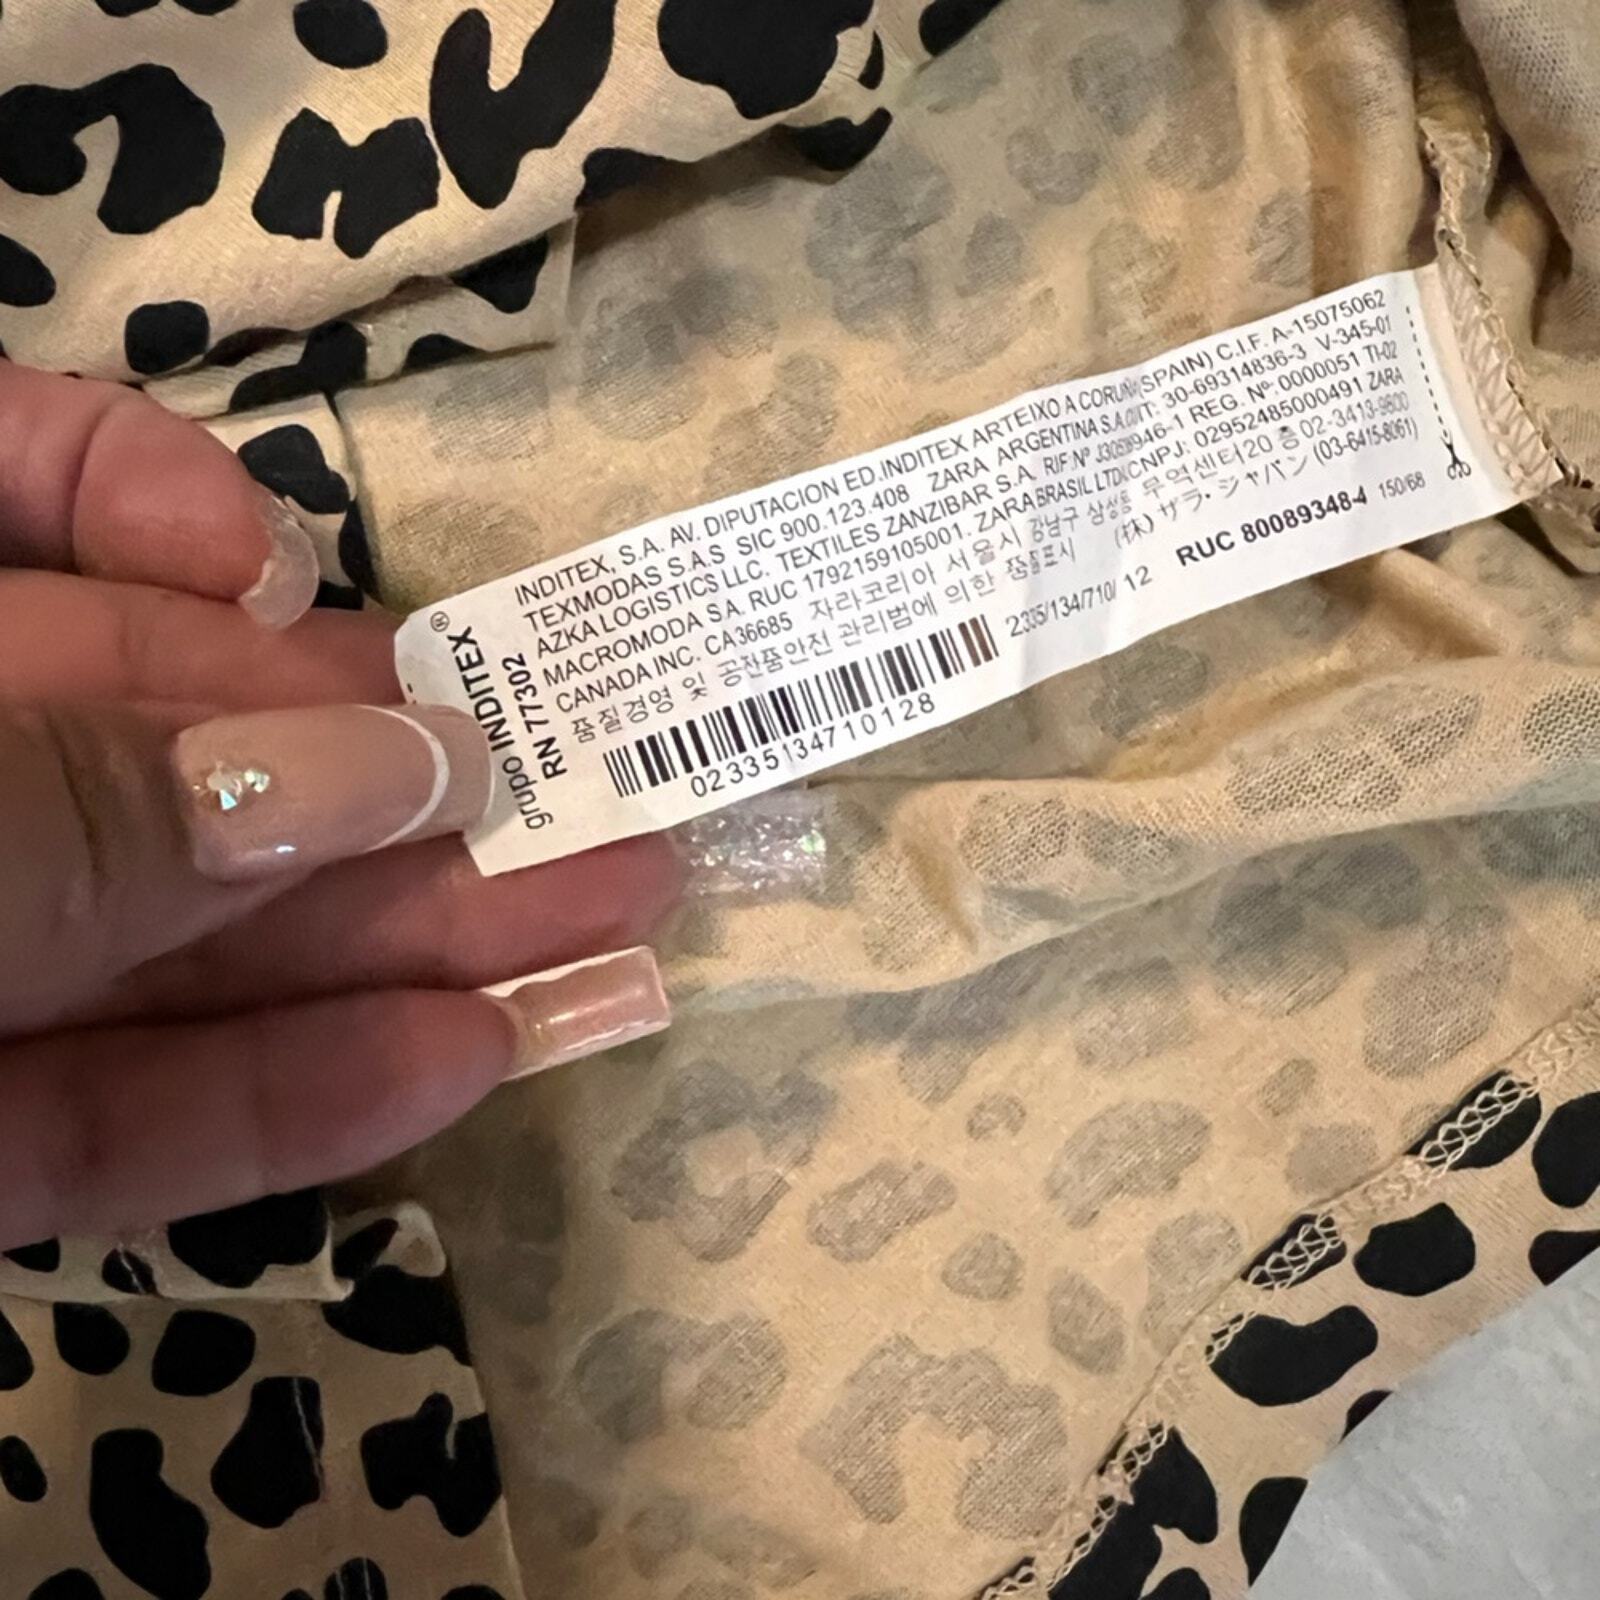 grupo INDITEX®
RN 77302
INDITEX, S.A. AV. DIPUTACION ED.INDITEX ARTEIXO A CORUÑA (SPAIN) C.I.F. A-15075062
TEXMODAS S.A.S SIC 900.123.408 ZARA ARGENTINA S.A. 30-69314836-3 V-345-01
AZKA LOGISTICS LLC. TEXTILES ZANZIBAR S.A. RIF:Nº REG. Nº: 0000051 TI-02
MACROMODA S.A. RUC 1792159105001. ZARA BRASIL LTDA. CNPJ: 02952485000491 ZARA
CANADA INC. CA36685 자라코리아 서울시 강남구 삼성동 무역센터20 층02-3413-9800
품질경영 및 공산품안전 관리법에 의한 품질표시 (株) ザラ・ジャパン (03-6415-8061)
2335/134/710/ 12 RUC 80089348-4 150/68
02335134710128